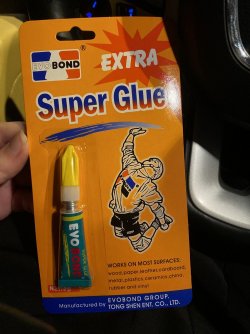 EVOBOND
EXTRA
Super Glue
EVO BOND
WORKS ON MOST SURFACES:
wood,paper,leather,cardboard,
metal,plastics,ceramics,china,
rubber and vinyl
EVOBOND GROUP.
Manufactured by TONG SHEN ENT. CO., LTD.